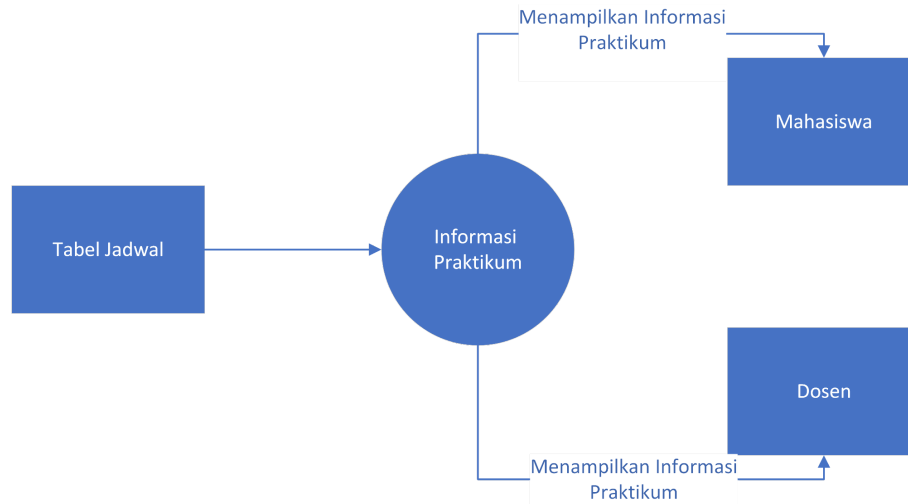 Menampilkan Informasi
Praktikum
Mahasiswa
Tabel Jadwal
Informasi
Praktikum
Dosen
Menampilkan Informasi
Praktikum